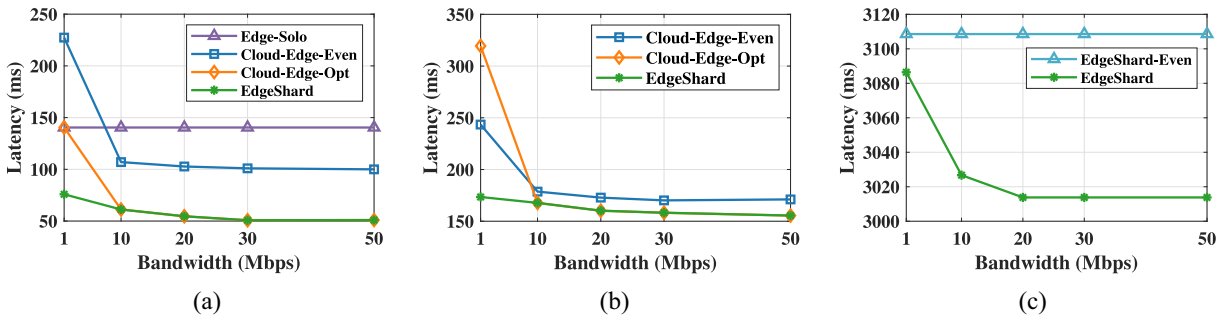 250
200
150
100
50
Latency (ms)
Edge-Solo
Cloud-Edge-Even
Cloud-Edge-Opt
EdgeShard
1 10 20 30 50
Bandwidth (Mbps)
(a)
350
300
250
200
150
Latency (ms)
Cloud-Edge-Even
Cloud-Edge-Opt
EdgeShard
1 10 20 30 50
Bandwidth (Mbps)
(b)
3120
3100
3080
3060
3040
3020
3000
Latency (ms)
EdgeShard-Even
EdgeShard
1 10 20 30 50
Bandwidth (Mbps)
(c)